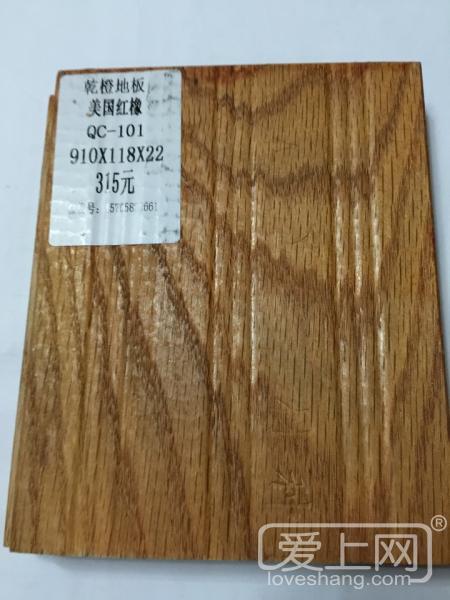 乾橙地板
美国红橡
QC-101
910X118X22
315元
爱上网®
loveshang.com